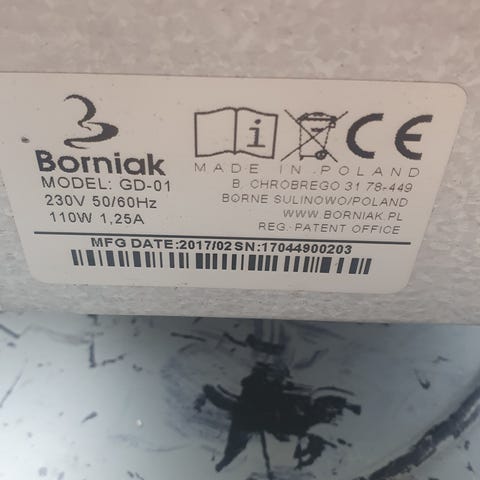 Borniak
MODEL: GD-01
230V 50/60Hz
110W 1,25A
i
CE
MADE IN POLAND
B. CHROBREGO 31 78-449
BORNE SULINOWO/POLAND
WWW.BORNIAK.PL
REG. PATENT OFFICE
MFG DATE:2017/02 SN:17044900203